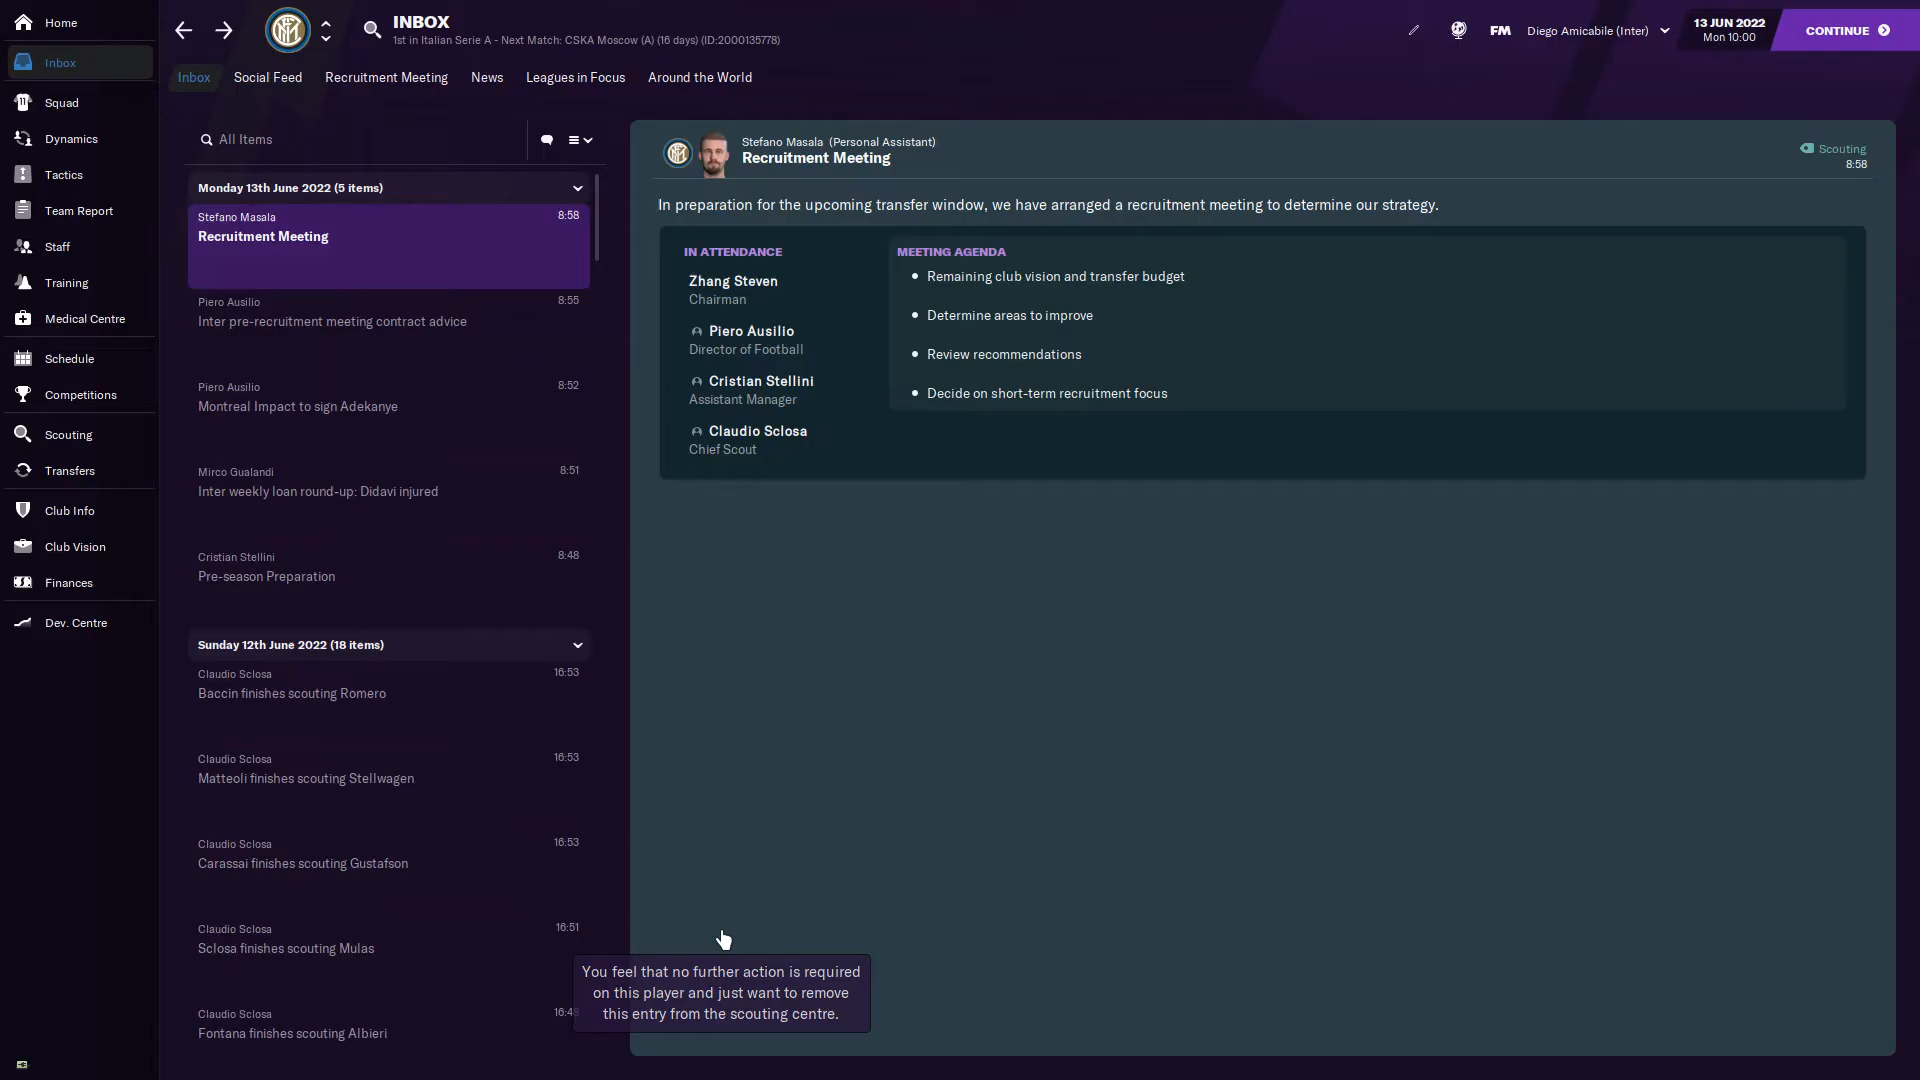 Home
Inbox
Squad
Dynamics
Tactics
Team Report
Staff
Training
Medical Centre
Schedule
Competitions
Scouting
Transfers
Club Info
Club Vision
Finances
Dev. Centre
INBOX
1st in Italian Serie A - Next Match: CSKA Moscow (A) (16 days) (ID:2000135778)
FM
Diego Amicabile (Inter)
13 JUN 2022
Mon 10:00
CONTINUE
Inbox
Social Feed
Recruitment Meeting
News
Leagues in Focus
Around the World
All Items
Monday 13th June 2022 (5 items)
Stefano Masala 8:58
Recruitment Meeting
Piero Ausilio 8:55
Inter pre-recruitment meeting contract advice
Piero Ausilio 8:52
Montreal Impact to sign Adekanye
Mirco Gualandi 8:51
Inter weekly loan round-up: Didavi injured
Cristian Stellini 8:48
Pre-season Preparation
Sunday 12th June 2022 (18 items)
Claudio Sclosa 16:53
Baccin finishes scouting Romero
Claudio Sclosa 16:53
Matteoli finishes scouting Stellwagen
Claudio Sclosa 16:53
Carassai finishes scouting Gustafson
Claudio Sclosa 16:51
Sclosa finishes scouting Mulas
Claudio Sclosa
Fontana finishes scouting Albieri
Stefano Masala (Personal Assistant)
Recruitment Meeting
Scouting
8:58
In preparation for the upcoming transfer window, we have arranged a recruitment meeting to determine our strategy.
IN ATTENDANCE
Zhang Steven
Chairman
Piero Ausilio
Director of Football
Cristian Stellini
Assistant Manager
Claudio Sclosa
Chief Scout
MEETING AGENDA
Remaining club vision and transfer budget
Determine areas to improve
Review recommendations
Decide on short-term recruitment focus
You feel that no further action is required
on this player and just want to remove
this entry from the scouting centre.